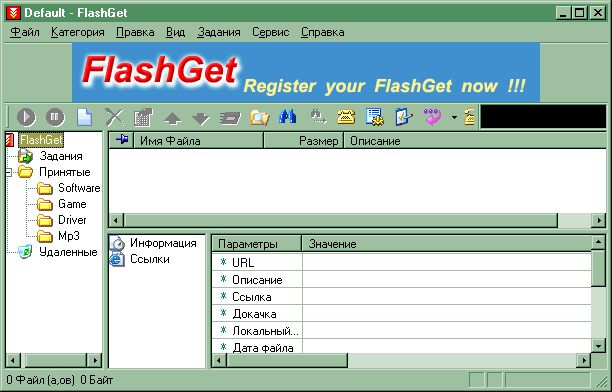 Default - FlashGet
Файл Категория Правка Вид Задания Сервис Справка
FlashGet Register your FlashGet now !!!
FlashGet
Задания
Принятые
Software
Game
Driver
Mp3
Удаленные
Имя Файла Размер Описание
Информация
Ссылки
Параметры Значение
* URL
* Описание
* Ссылка
* Докачка
* Локальный...
* Дата файла
0 Файл (а,ов) 0 Байт